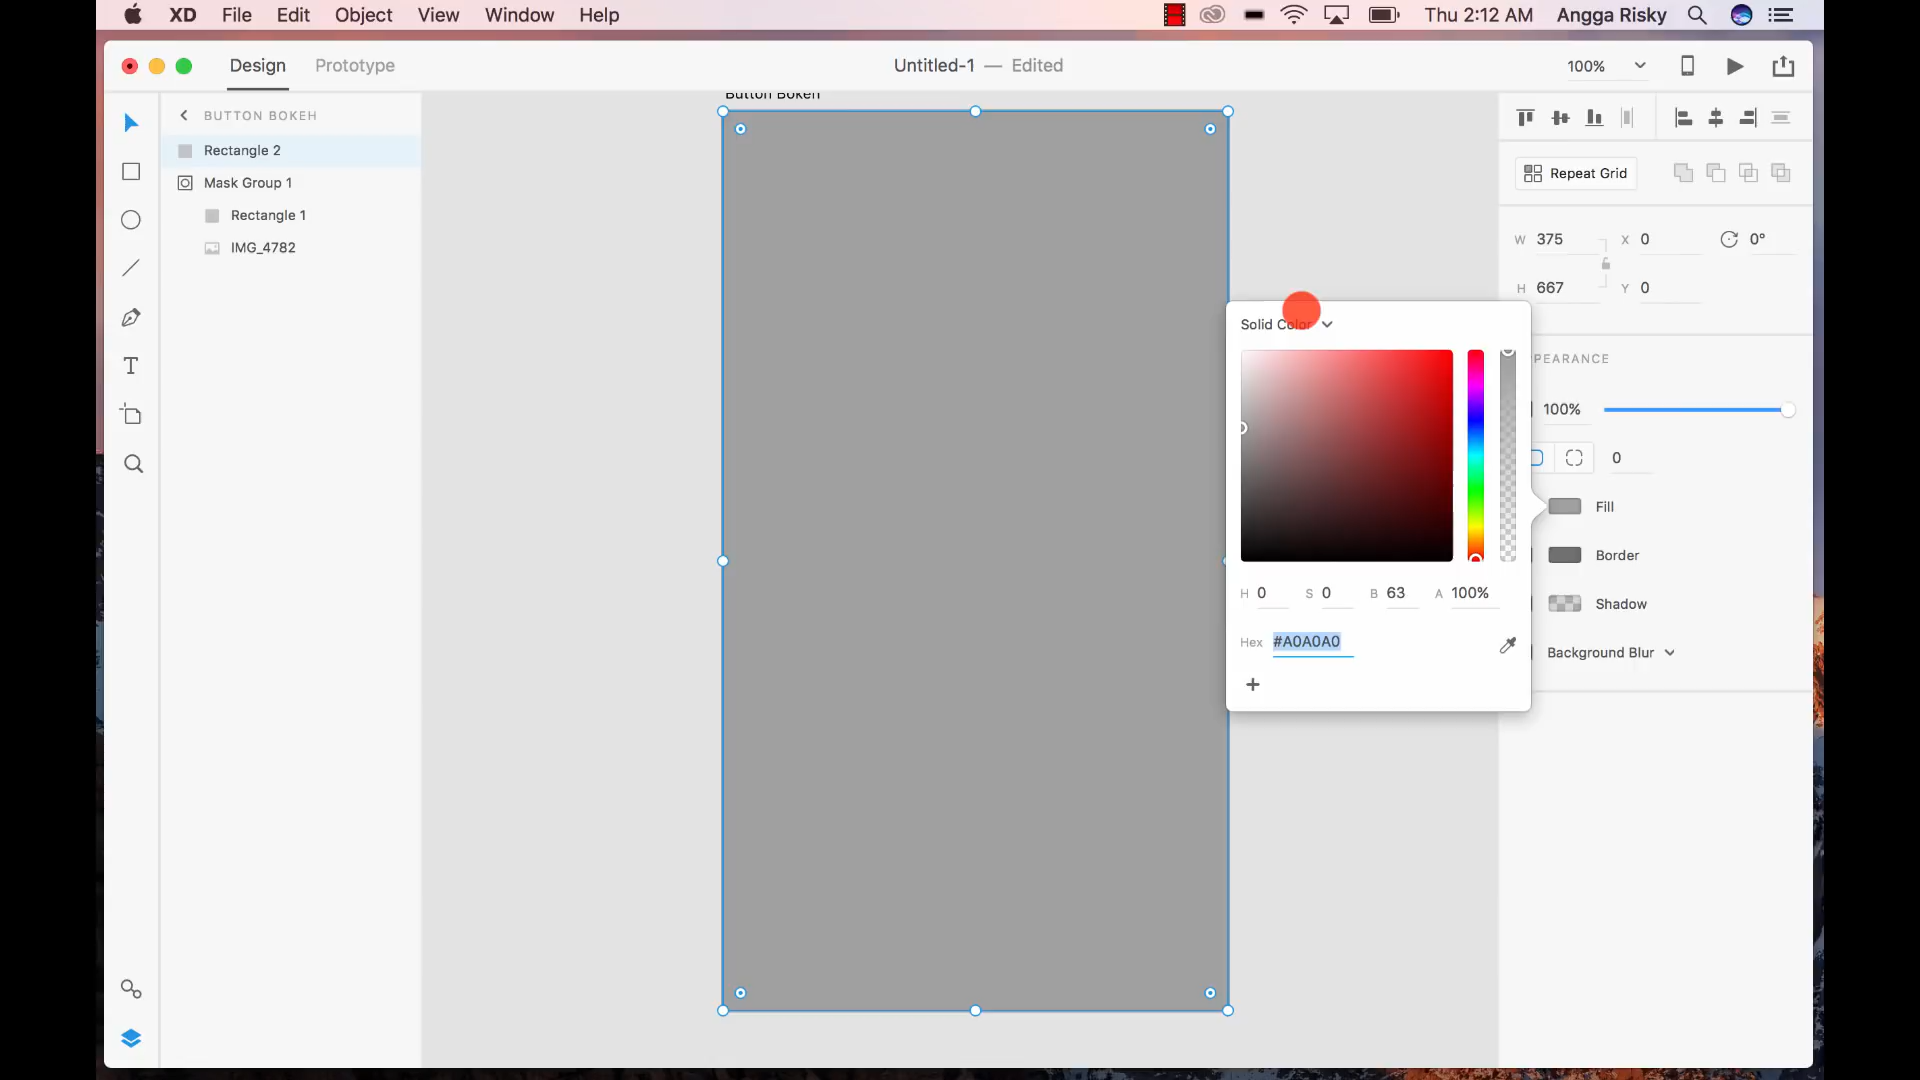 XD File Edit Object View Window Help
Thu 2:12 AM Angga Risky
Design Prototype
Untitled-1 — Edited
100%
BUTTON BOKEH
Rectangle 2
Mask Group 1
Rectangle 1
IMG_4782
Button Bokeh
Repeat Grid
W 375 X 0 0°
H 667 Y 0
Solid Color
PEARANCE
100%
0
Fill
Border
Shadow
Background Blur
H 0 S 0 B 63 A 100%
Hex #A0A0A0